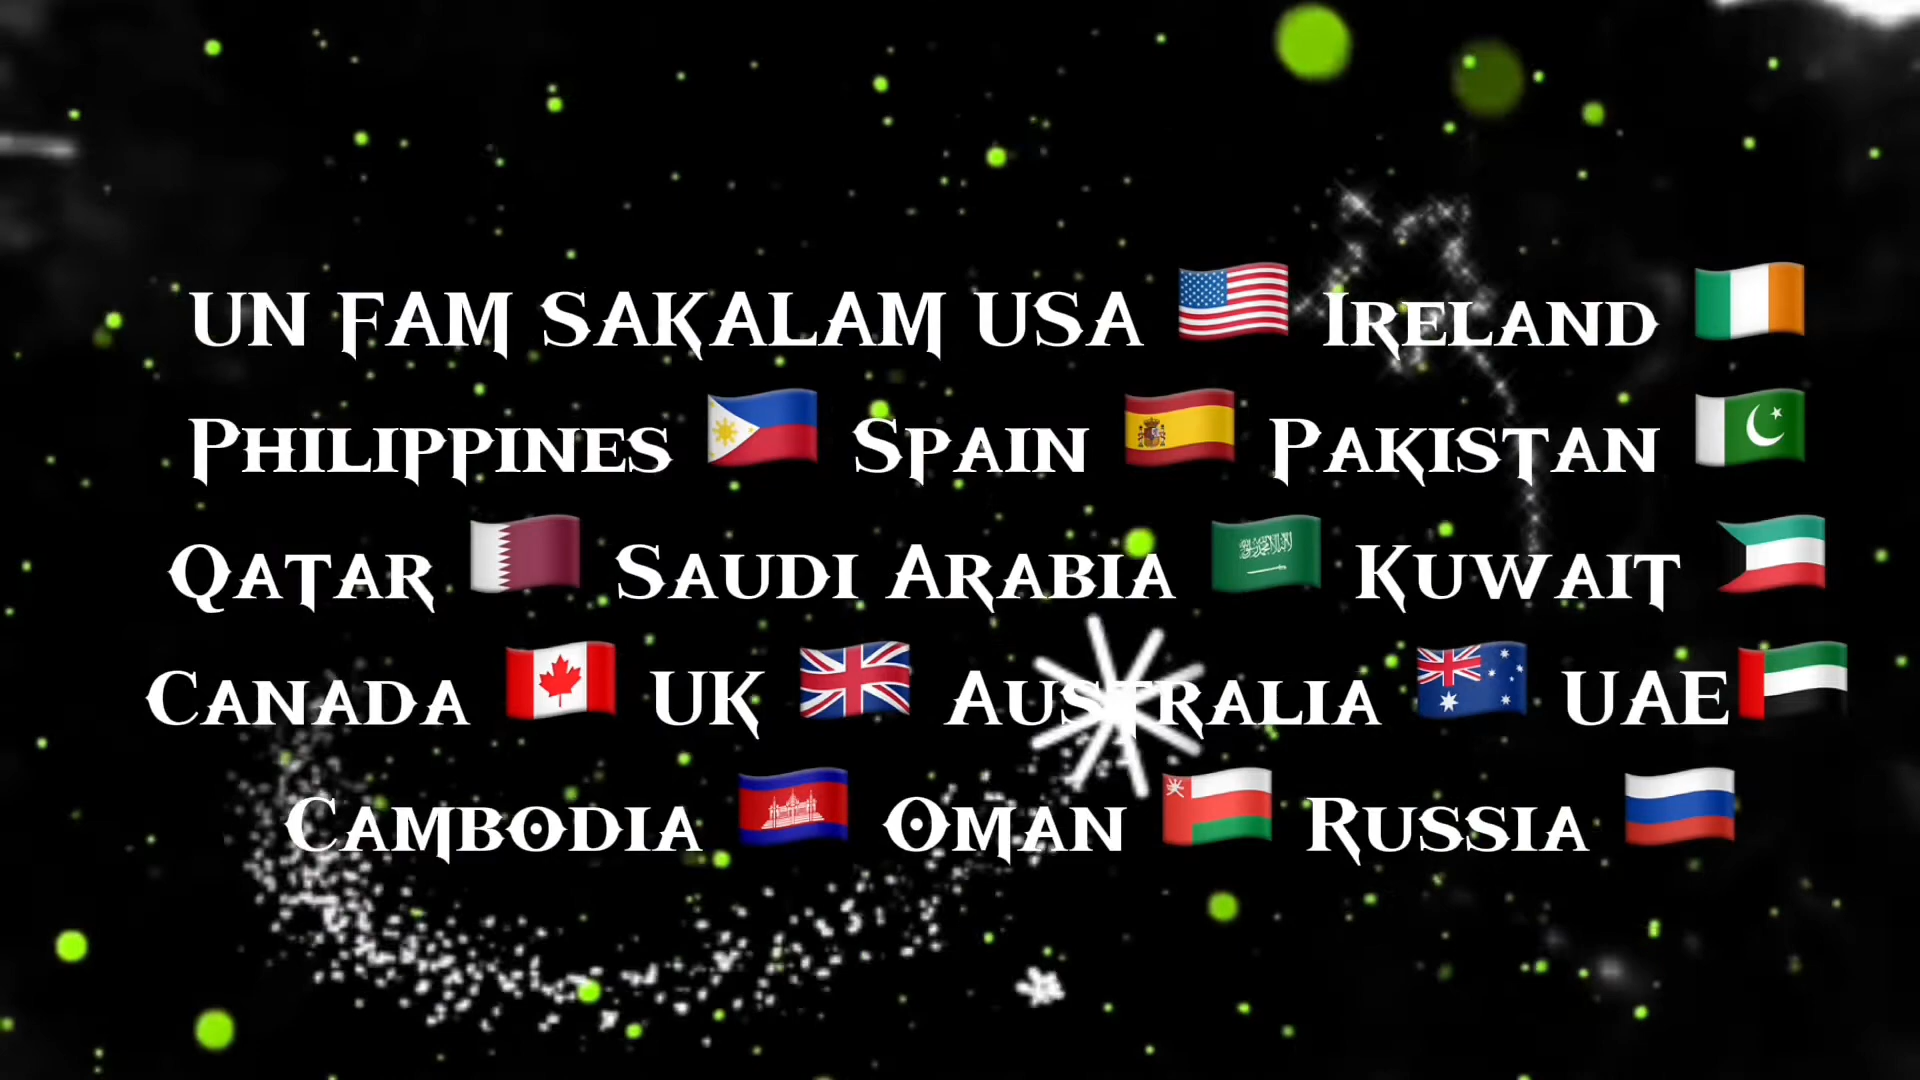 UN FAM SAKALAM USA 🇺🇸 Ireland 🇮🇪
Philippines 🇵🇭 Spain 🇪🇸 Pakistan 🇵🇰
Qatar 🇶🇦 Saudi Arabia 🇸🇦 Kuwait 🇰🇼
Canada 🇨🇦 UK 🇬🇧 Australia 🇦🇺 UAE🇦🇪
Cambodia 🇰🇭 Oman 🇴🇲 Russia 🇷🇺